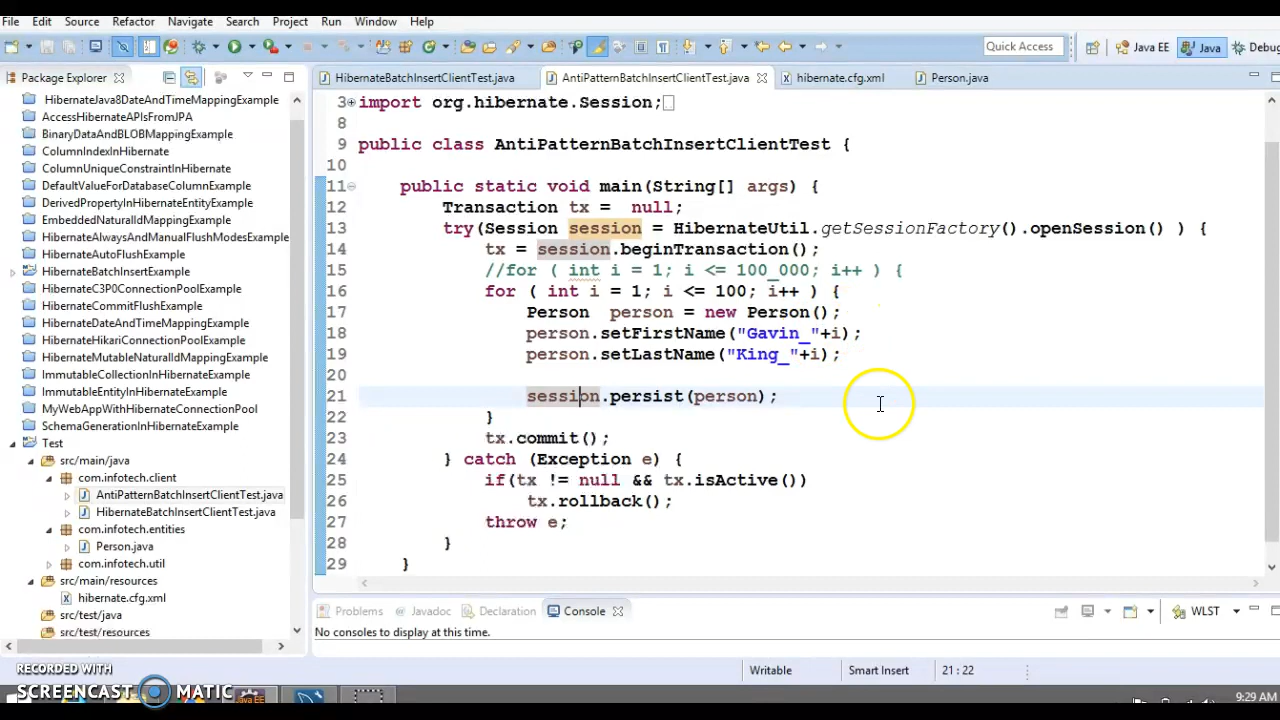 File Edit Source Refactor Navigate Search Project Run Window Help
Quick Access Java EE Java Debug
Package Explorer
HibernateBatchInsertClientTest.java AntiPatternBatchInsertClientTest.java hibernate.cfg.xml Person.java
HibernateJava8DateAndTimeMappingExample
AccessHibernateAPIsFromJPA
BinaryDataAndBLOBMappingExample
ColumnIndexInHibernate
ColumnUniqueConstraintInHibernate
DefaultValueForDatabaseColumnExample
DerivedPropertyInHibernateExample
EmbeddedNaturalIdMappingExample
HibernateAlwaysAndManualFlushModesExample
HibernateAutoFlushExample
HibernateBatchInsertExample
HibernateC3P0ConnectionPoolExample
HibernateCommitFlushExample
HibernateDateAndTimeMappingExample
HibernateHikariConnectionPoolExample
HibernateMutableNaturalIdMappingExample
ImmutableCollectionInHibernateExample
ImmutableEntityInHibernateExample
MyWebAppWithHibernateConnectionPoolExample
SchemaGenerationInHibernateExample
Test
src/main/java
com.infotech.client
AntiPatternBatchInsertClientTest.java
HibernateBatchInsertClientTest.java
com.infotech.entities
Person.java
com.infotech.util
src/main/resources
hibernate.cfg.xml
src/test/java
src/test/resources
3 import org.hibernate.Session;
8
9 public class AntiPatternBatchInsertClientTest {
10
11 public static void main(String[] args) {
12 Transaction tx = null;
13 try(Session session = HibernateUtil.getSessionFactory().openSession() ) {
14 tx = session.beginTransaction();
15 //for ( int i = 1; i <= 100_000; i++ ) {
16 for ( int i = 1; i <= 100; i++ ) {
17 Person person = new Person();
18 person.setFirstName("Gavin_"+i);
19 person.setLastName("King_"+i);
20
21 session.persist(person);
22 }
23 tx.commit();
24 } catch (Exception e) {
25 if(tx != null && tx.isActive())
26 tx.rollback();
27 throw e;
28 }
29 }
Problems Javadoc Declaration Console WLST
No consoles to display at this time.
Writable Smart Insert 21 : 22
RECORDED WITH
SCREENCAST MATIC
9:29 AM